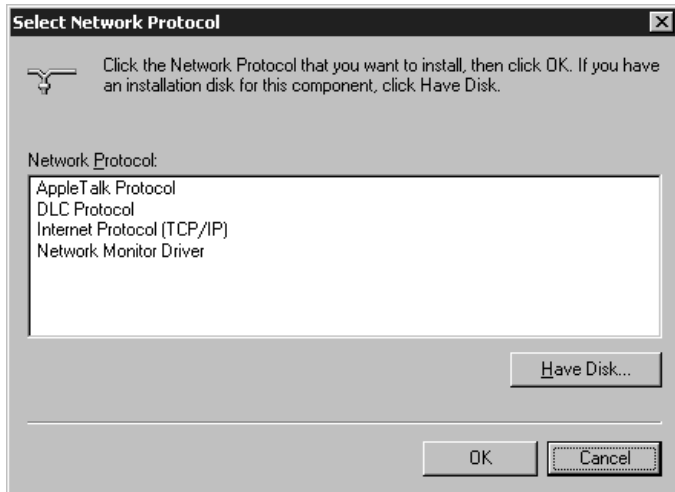 Select Network Protocol
Click the Network Protocol that you want to install, then click OK. If you have
an installation disk for this component, click Have Disk.
Network Protocol:
AppleTalk Protocol
DLC Protocol
Internet Protocol (TCP/IP)
Network Monitor Driver
Have Disk...
OK
Cancel